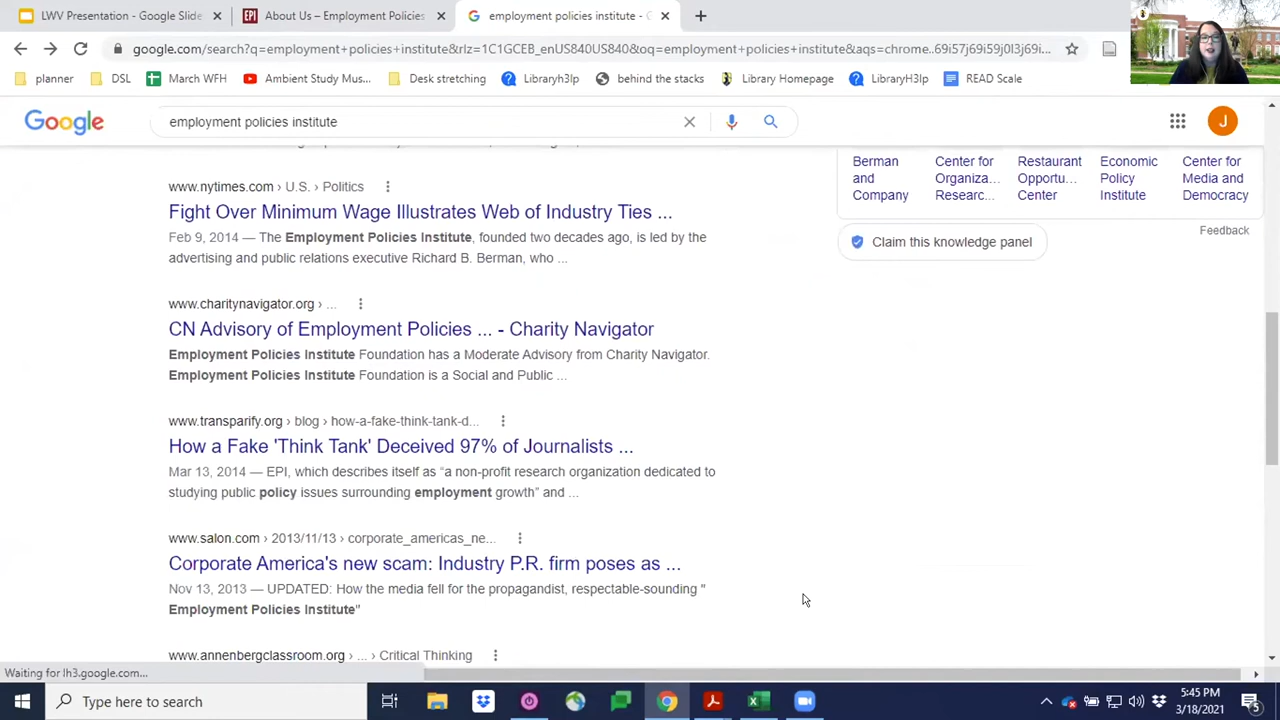 LWV Presentation - Google Slide
About Us – Employment Policies
employment policies institute - G
google.com/search?q=employment+policies+institute&rlz=1C1GCEB_enUS840US840&oq=employment+policies+institute&aqs=chrome..69i57j69i59j0l3j69i...
planner
DSL
March WFH
Ambient Study Mus...
Desk stretching
LibraryH3lp
behind the stacks
Library Homepage
LibraryH3lp
READ Scale
Google
employment policies institute
J
www.nytimes.com › U.S. › Politics
Fight Over Minimum Wage Illustrates Web of Industry Ties ...
Feb 9, 2014 — The Employment Policies Institute, founded two decades ago, is led by the
advertising and public relations executive Richard B. Berman, who ...
www.charitynavigator.org › ...
CN Advisory of Employment Policies ... - Charity Navigator
Employment Policies Institute Foundation has a Moderate Advisory from Charity Navigator.
Employment Policies Institute Foundation is a Social and Public ...
www.transparify.org › blog › how-a-fake-think-tank-d...
How a Fake 'Think Tank' Deceived 97% of Journalists ...
Mar 13, 2014 — EPI, which describes itself as “a non-profit research organization dedicated to
studying public policy issues surrounding employment growth” and ...
www.salon.com › 2013/11/13 › corporate_americas_ne...
Corporate America's new scam: Industry P.R. firm poses as ...
Nov 13, 2013 — UPDATED: How the media fell for the propagandist, respectable-sounding "
Employment Policies Institute"
www.annenbergclassroom.org › ... › Critical Thinking
Berman and Company
Center for Organiza... Researc...
Restaurant Opportu... Center
Economic Policy Institute
Center for Media and Democracy
Feedback
Claim this knowledge panel
Waiting for lh3.google.com...
Type here to search
5:45 PM
3/18/2021
5